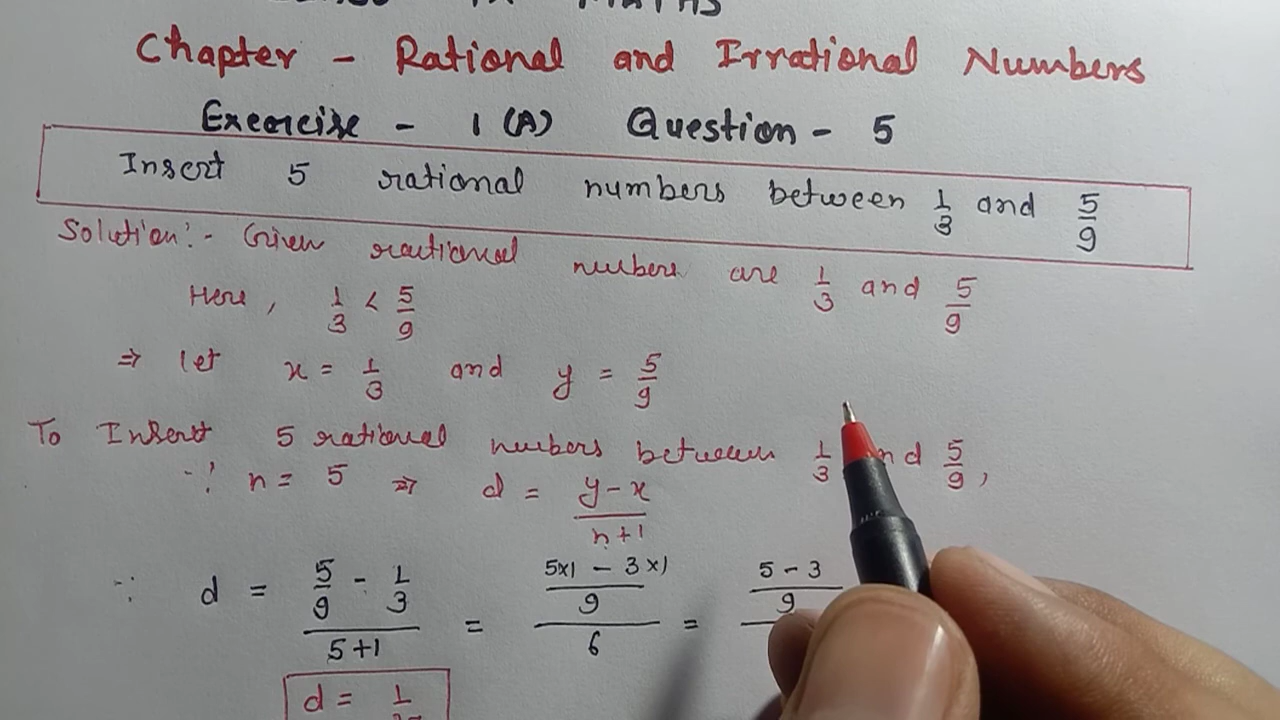 MATHS
Chapter - Rational and Irrational Numbers
Exercise - 1 (A) Question - 5
Insert 5 rational numbers between 1/3 and 5/9
Solution:- Given rational numbers are 1/3 and 5/9
Here, 1/3 < 5/9
⇒ let x = 1/3 and y = 5/9
To Insert 5 rational numbers between 1/3 and 5/9,
∵ n = 5 ⇒ d = (y-x)/(n+1)
∵ d = (5/9 - 1/3)/(5+1) = ((5×1 - 3×1)/9)/6 = (5-3)/9
d = 1/